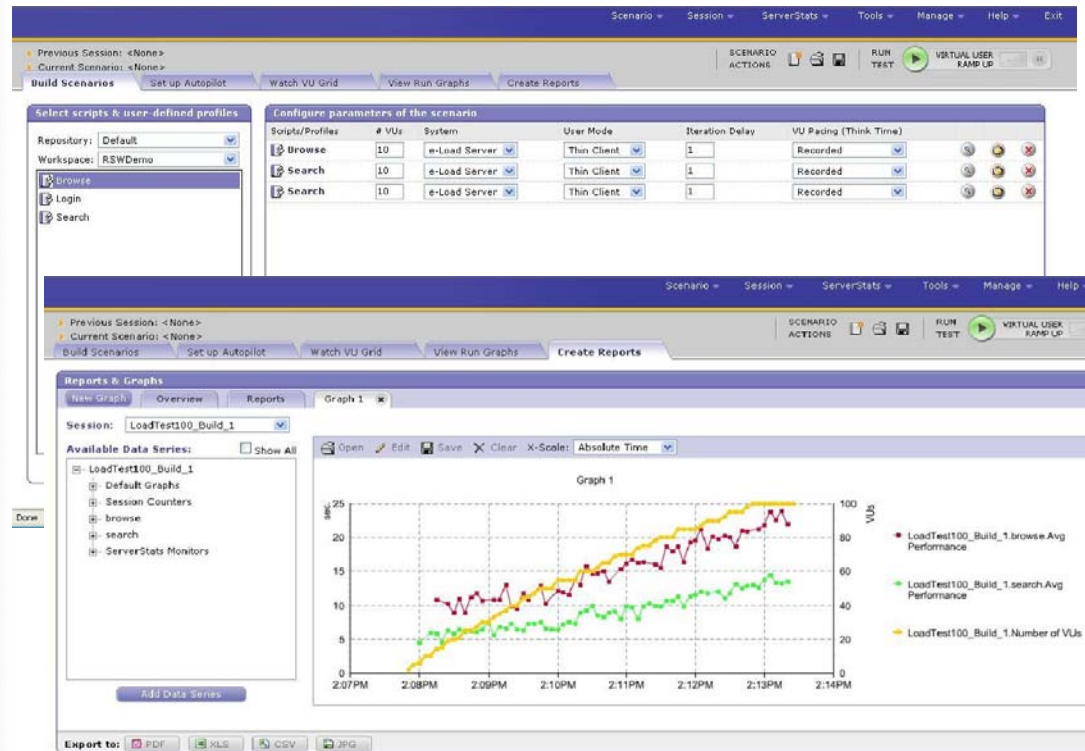 Scenario Session ServerStats Tools Manage Help Exit
Previous Session: <None>
Current Scenario: <None>
SCENARIO ACTIONS
RUN TEST
VIRTUAL USER RAMP UP
Build Scenarios Set up Autopilot Watch VU Grid View Run Graphs Create Reports
Select scripts & user-defined profiles
Repository: Default
Workspace: RSWDemo
Browse
Login
Search
Configure parameters of the scenario
Scripts/Profiles # VUs System User Mode Iteration Delay VU Pacing (Think Time)
Browse 10 e-Load Server Thin Client 1 Recorded
Search 10 e-Load Server Thin Client 1 Recorded
Search 10 e-Load Server Thin Client 1 Recorded
Done
Scenario Session ServerStats Tools Manage Help
Previous Session: <None>
Current Scenario: <None>
SCENARIO ACTIONS
RUN TEST
VIRTUAL USER RAMP UP
Build Scenarios Set up Autopilot Watch VU Grid View Run Graphs Create Reports
Reports & Graphs
New Graph Overview Reports Graph 1
Session: LoadTest100_Build_1
Available Data Series: Show All
LoadTest100_Build_1
Default Graphs
Session Counters
browse
search
ServerStats Monitors
Add Data Series
Open Edit Save Clear X-Scale: Absolute Time
Graph 1
sec.
25
20
15
10
5
0
100
80
60
40
20
0
VUs
2:07PM 2:08PM 2:09PM 2:10PM 2:11PM 2:12PM 2:13PM 2:14PM
LoadTest100_Build_1.browse.Avg
Performance
LoadTest100_Build_1.search.Avg
Performance
LoadTest100_Build_1.Number of VUs
Export to: PDF XLS CSV JPG